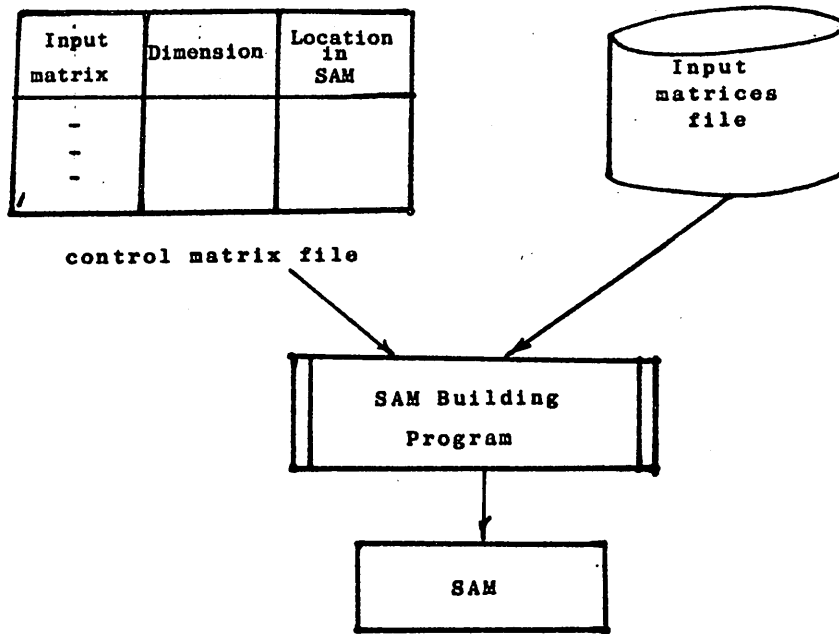 Input
matrix
Dimension
Location
in
SAM
-
-
-
control matrix file
Input
matrices
file
SAM Building
Program
SAM